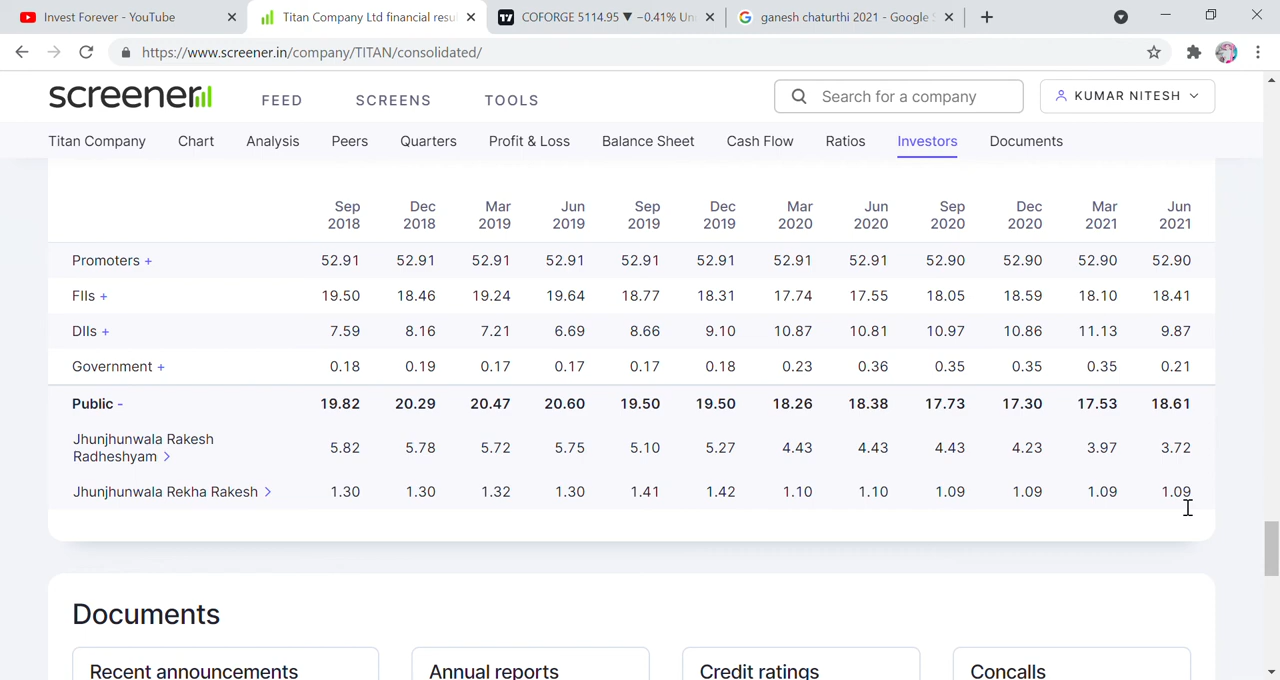 Invest Forever - YouTube
Titan Company Ltd financial resu
COFORGE 5114.95 ▼ −0.41% Un
ganesh chaturthi 2021 - Google S
https://www.screener.in/company/TITAN/consolidated/
screener
FEED SCREENS TOOLS
Search for a company
KUMAR NITESH
Titan Company Chart Analysis Peers Quarters Profit & Loss Balance Sheet Cash Flow Ratios Investors Documents
Sep 2018 Dec 2018 Mar 2019 Jun 2019 Sep 2019 Dec 2019 Mar 2020 Jun 2020 Sep 2020 Dec 2020 Mar 2021 Jun 2021
Promoters + 52.91 52.91 52.91 52.91 52.91 52.91 52.91 52.91 52.90 52.90 52.90 52.90
FIIs + 19.50 18.46 19.24 19.64 18.77 18.31 17.74 17.55 18.05 18.59 18.10 18.41
DIIs + 7.59 8.16 7.21 6.69 8.66 9.10 10.87 10.81 10.97 10.86 11.13 9.87
Government + 0.18 0.19 0.17 0.17 0.17 0.18 0.23 0.36 0.35 0.35 0.35 0.21
Public - 19.82 20.29 20.47 20.60 19.50 19.50 18.26 18.38 17.73 17.30 17.53 18.61
Jhunjhunwala Rakesh
Radheshyam > 5.82 5.78 5.72 5.75 5.10 5.27 4.43 4.43 4.43 4.23 3.97 3.72
Jhunjhunwala Rekha Rakesh > 1.30 1.30 1.32 1.30 1.41 1.42 1.10 1.10 1.09 1.09 1.09 1.09
Documents
Recent announcements Annual reports Credit ratings Concalls